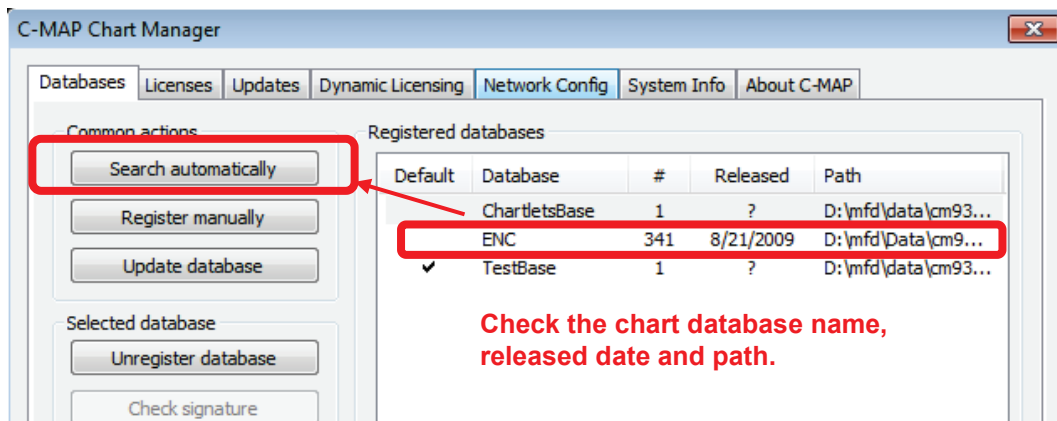 C-MAP Chart Manager
Databases Licenses Updates Dynamic Licensing Network Config System Info About C-MAP
Common actions
Search automatically
Register manually
Update database
Selected database
Unregister database
Check signature
Registered databases
Default Database # Released Path
ChartletsBase 1 ? D:\mfd\data\cm93...
ENC 341 8/21/2009 D:\mfd\Data\cm9...
✔ TestBase 1 ? D:\mfd\data\cm93...
Check the chart database name,
released date and path.